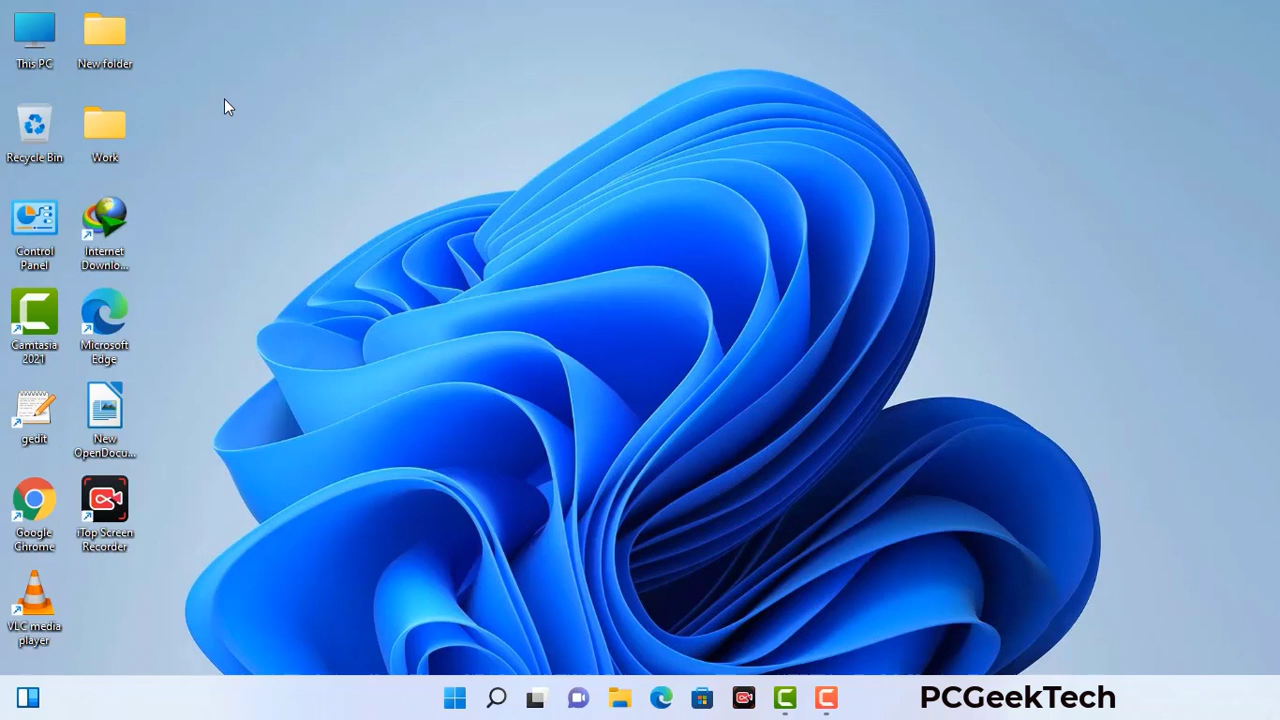 This PC
New folder
Recycle Bin
Work
Control
Panel
Internet
Downlo...
Camtasia
2021
Microsoft
Edge
gedit
New
OpenDocu...
Google
Chrome
iTop Screen
Recorder
VLC media
player
PCGeekTech